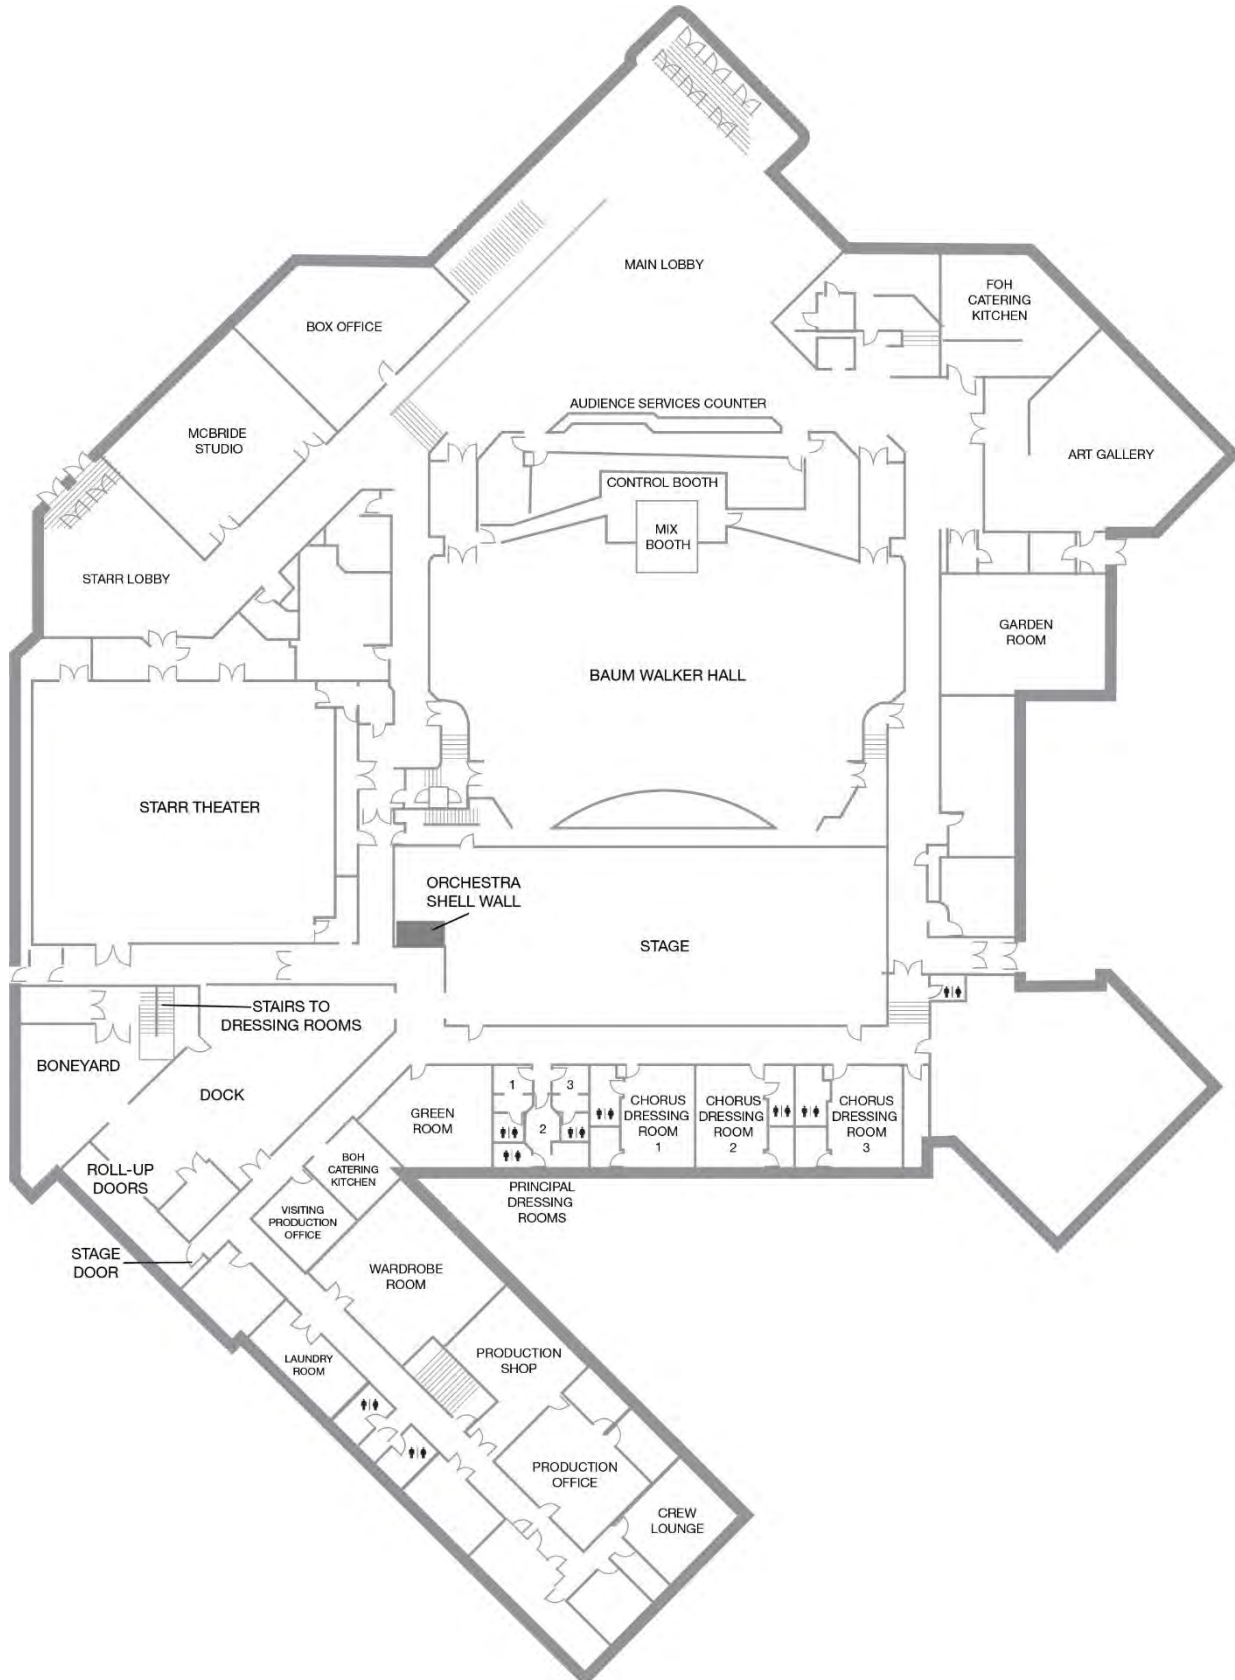 MAIN LOBBY
FOH
CATERING
KITCHEN
BOX OFFICE
AUDIENCE SERVICES COUNTER
MCBRIDE
STUDIO
ART GALLERY
CONTROL BOOTH
MIX
BOOTH
STARR LOBBY
GARDEN
ROOM
BAUM WALKER HALL
STARR THEATER
ORCHESTRA
SHELL WALL
STAGE
STAIRS TO
DRESSING ROOMS
BONEYARD
DOCK
GREEN
ROOM
1
2
3
CHORUS
DRESSING
ROOM
1
CHORUS
DRESSING
ROOM
2
CHORUS
DRESSING
ROOM
3
ROLL-UP
DOORS
BOH
CATERING
KITCHEN
PRINCIPAL
DRESSING
ROOMS
VISITING
PRODUCTION
OFFICE
STAGE
DOOR
WARDROBE
ROOM
LAUNDRY
ROOM
PRODUCTION
SHOP
PRODUCTION
OFFICE
CREW
LOUNGE